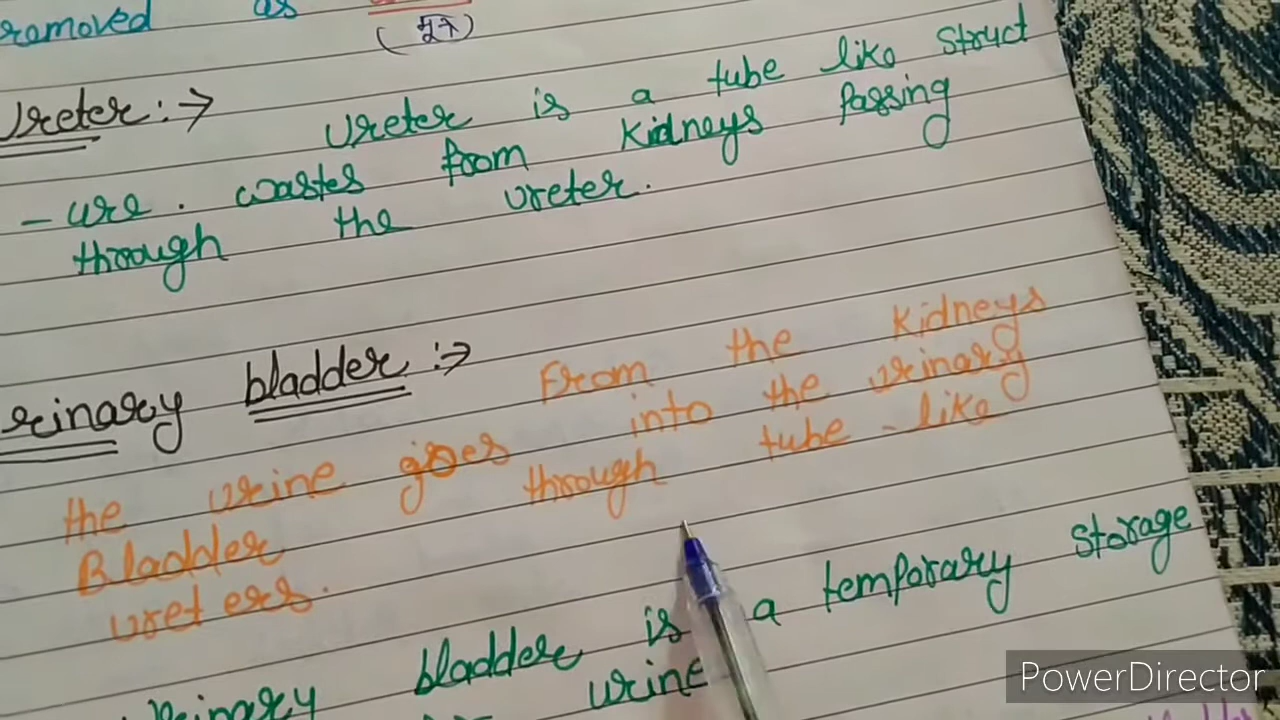 removed as
(मूत्र)
Ureter :→
Ureter is a tube like struct
- ure. wastes from kidneys passing
through the ureter.
rinary bladder :→
From the kidneys
the urine goes into the urinary
Bladder through tube-like
ureters.
bladder is a temporary storage
urine
PowerDirector